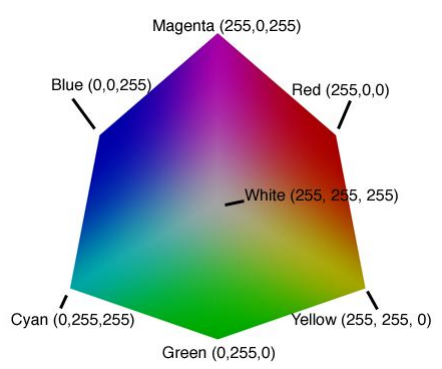 Magenta (255,0,255)
Blue (0,0,255)
Red (255,0,0)
White (255, 255, 255)
Cyan (0,255,255)
Yellow (255, 255, 0)
Green (0,255,0)